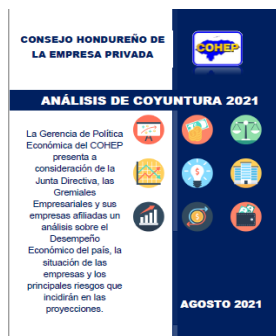 CONSEJO HONDUREÑO DE
LA EMPRESA PRIVADA
COHEP
ANÁLISIS DE COYUNTURA 2021
La Gerencia de Política
Económica del COHEP
presenta a
consideración de la
Junta Directiva, las
Gremiales
Empresariales y sus
empresas afiliadas un
análisis sobre el
Desempeño
Económico del país, la
situación de las
empresas y los
principales riesgos que
incidirán en las
proyecciones.
AGOSTO 2021